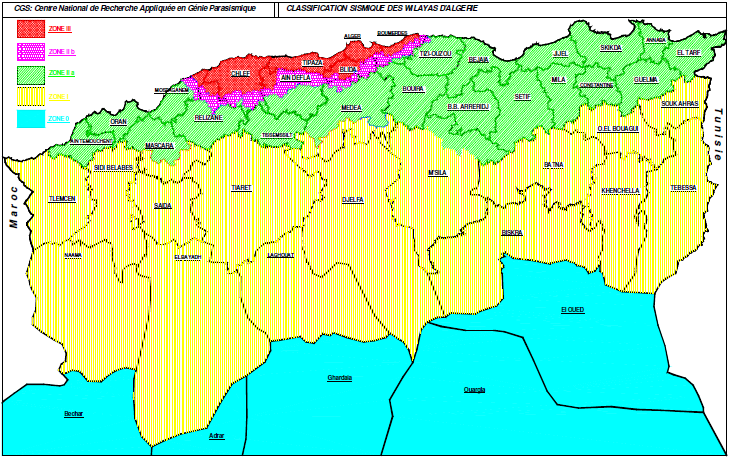 CGS: Centre National de Recherche Appliquée en Génie Parasismique
CLASSIFICATION SISMIQUE DES WILAYAS D'ALGERIE
ZONE III
ZONE II b
ZONE II a
ZONE I
ZONE 0
ALGER
BOUMERDES
TIPAZA
BLIDA
CHLEF
AIN DEFLA
TIZI-OUZOU
BEJAIA
JIJEL
SKIKDA
ANNABA
EL TARF
MOSTAGANEM
BOUIRA
MILA
CONSTANTINE
GUELMA
SETIF
B.B. ARRERIDJ
SOUK AHRAS
ORAN
RELIZANE
MEDEA
TISSEMSILT
O.EL BOUAGUI
AIN TEMOUCHENT
MASCARA
SIDI BELABES
M'SILA
BATNA
KHENCHELLA
TEBESSA
TLEMCEN
SAIDA
TIARET
DJELFA
BISKRA
NAAMA
EL BAYADH
LAGHOUAT
El OUED
Ghardaia
Ouargla
Bechar
Adrar
Maroc
Tunisie